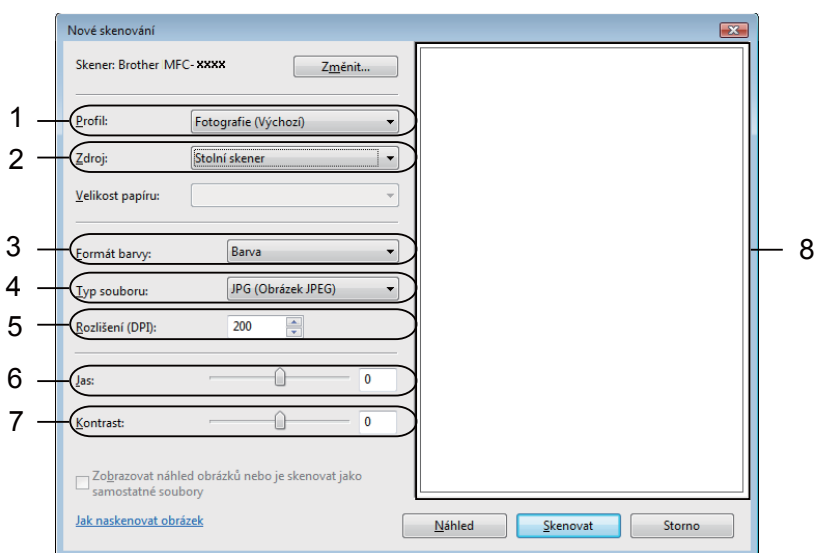 Nové skenování
Skener: Brother MFC-XXXX
Změnit...
1 Profil: Fotografie (Výchozí)
2 Zdroj: Stolní skener
Velikost papíru:
3 Formát barvy: Barva
8
4 Typ souboru: JPG (Obrázek JPEG)
5 Rozlišení (DPI): 200
6 Jas: 0
7 Kontrast: 0
Zobrazovat náhled obrázků nebo je skenovat jako
samostatné soubory
Jak naskenovat obrázek
Náhled
Skenovat
Storno